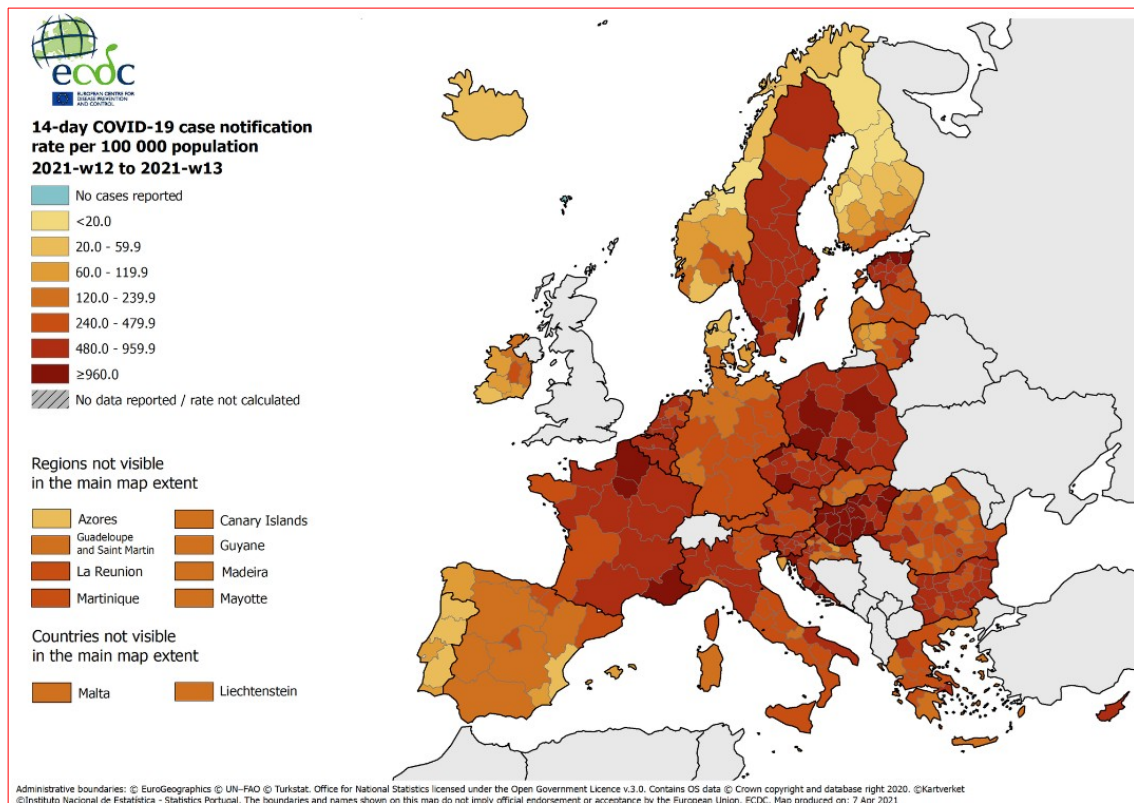 ecdc
EUROPEAN CENTRE FOR
DISEASE PREVENTION
AND CONTROL
14-day COVID-19 case notification
rate per 100 000 population
2021-w12 to 2021-w13
No cases reported
<20.0
20.0 - 59.9
60.0 - 119.9
120.0 - 239.9
240.0 - 479.9
480.0 - 959.9
≥960.0
No data reported / rate not calculated
Regions not visible
in the main map extent
Azores
Canary Islands
Guadeloupe
and Saint Martin
Guyane
La Reunion
Madeira
Martinique
Mayotte
Countries not visible
in the main map extent
Malta
Liechtenstein
Administrative boundaries: © EuroGeographics © UN–FAO © Turkstat. Office for National Statistics licensed under the Open Government Licence v.3.0. Contains OS data © Crown copyright and database right 2020. ©Kartverket
©Instituto Nacional de Estatística - Statistics Portugal. The boundaries and names shown on this map do not imply official endorsement or acceptance by the European Union. ECDC. Map produced on: 7 Apr 2021